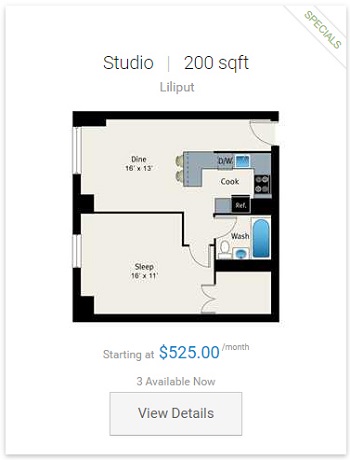 SPECIALS
Studio | 200 sqft
Liliput
Dine
16' x 13'
D/W
Cook
Ref.
Wash
Sleep
16' x 11'
Starting at $525.00 /month
3 Available Now
View Details